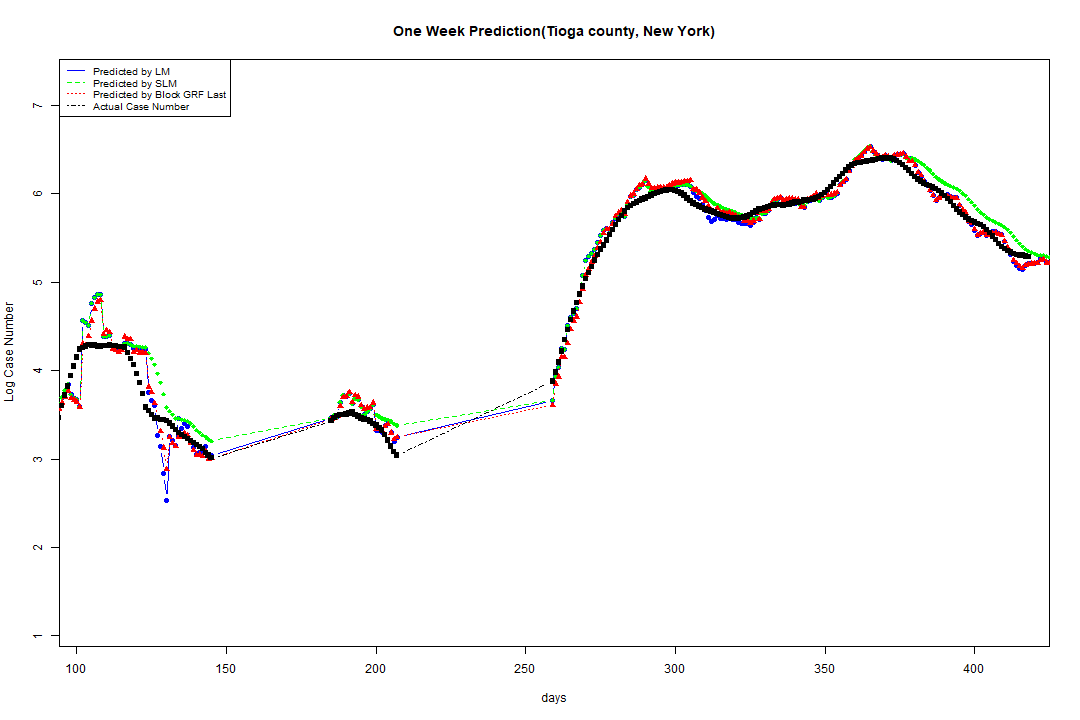 One Week Prediction(Tioga county, New York)
Predicted by LM
Predicted by SLM
Predicted by Block GRF Last
Actual Case Number
7
6
5
4
3
2
1
Log Case Number
100 150 200 250 300 350 400
days